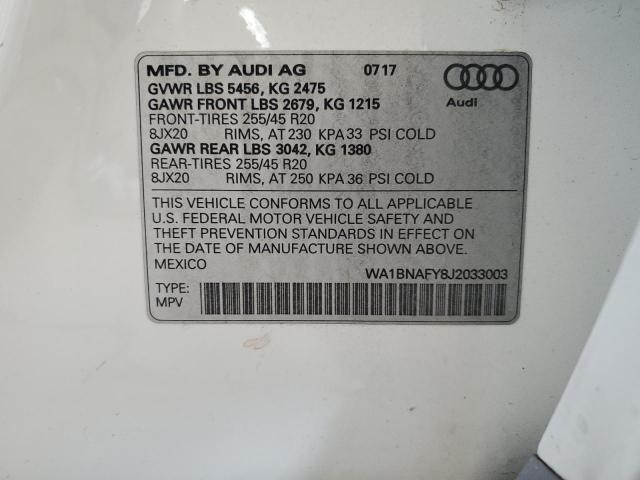 MFD. BY AUDI AG 0717
GVWR LBS 5456, KG 2475
GAWR FRONT LBS 2679, KG 1215
FRONT-TIRES 255/45 R20
8JX20 RIMS, AT 230 KPA 33 PSI COLD
GAWR REAR LBS 3042, KG 1380
REAR-TIRES 255/45 R20
8JX20 RIMS, AT 250 KPA 36 PSI COLD
Audi
THIS VEHICLE CONFORMS TO ALL APPLICABLE
U.S. FEDERAL MOTOR VEHICLE SAFETY AND
THEFT PREVENTION STANDARDS IN EFFECT ON
THE DATE OF MANUFACTURE SHOWN ABOVE.
MEXICO WA1BNAFY8J2033003
TYPE:
MPV